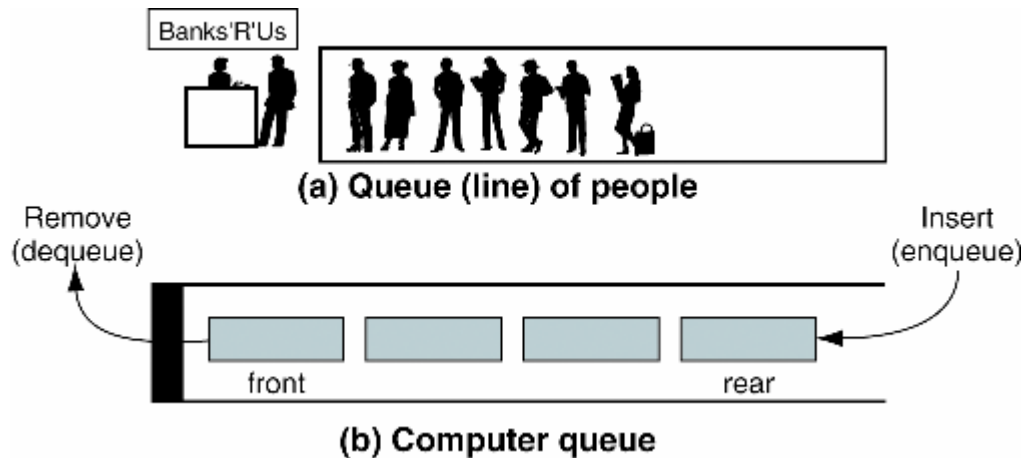 Banks'R'Us
(a) Queue (line) of people
Remove
(dequeue)
Insert
(enqueue)
front
rear
(b) Computer queue